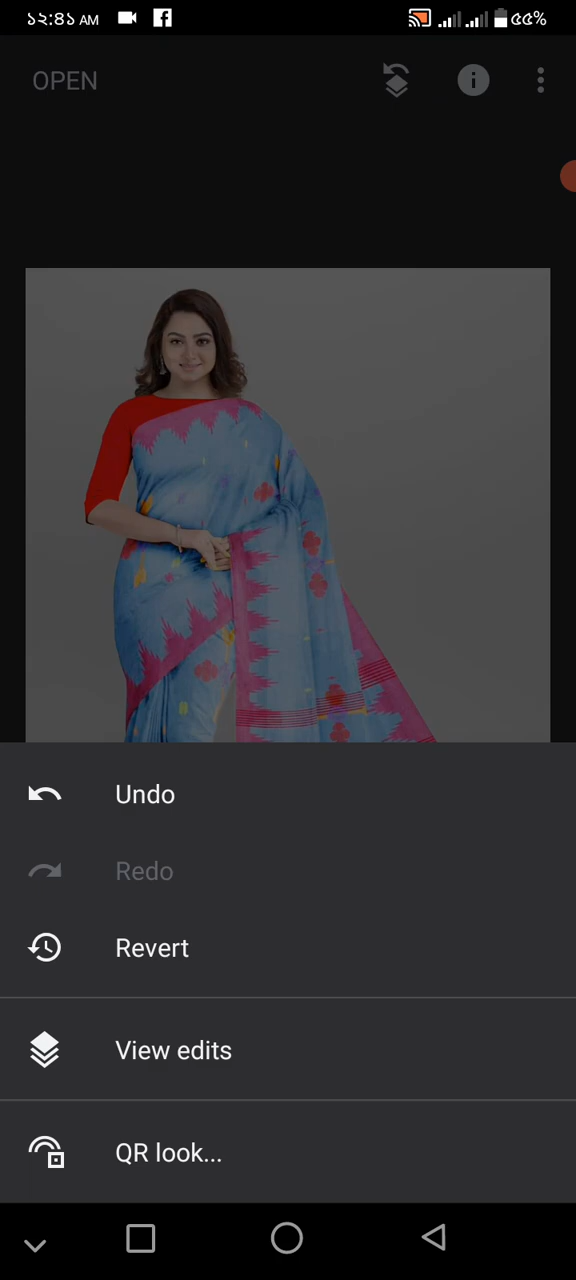 ১২:৪১ AM
৫৫%
OPEN
Undo
Redo
Revert
View edits
QR look...